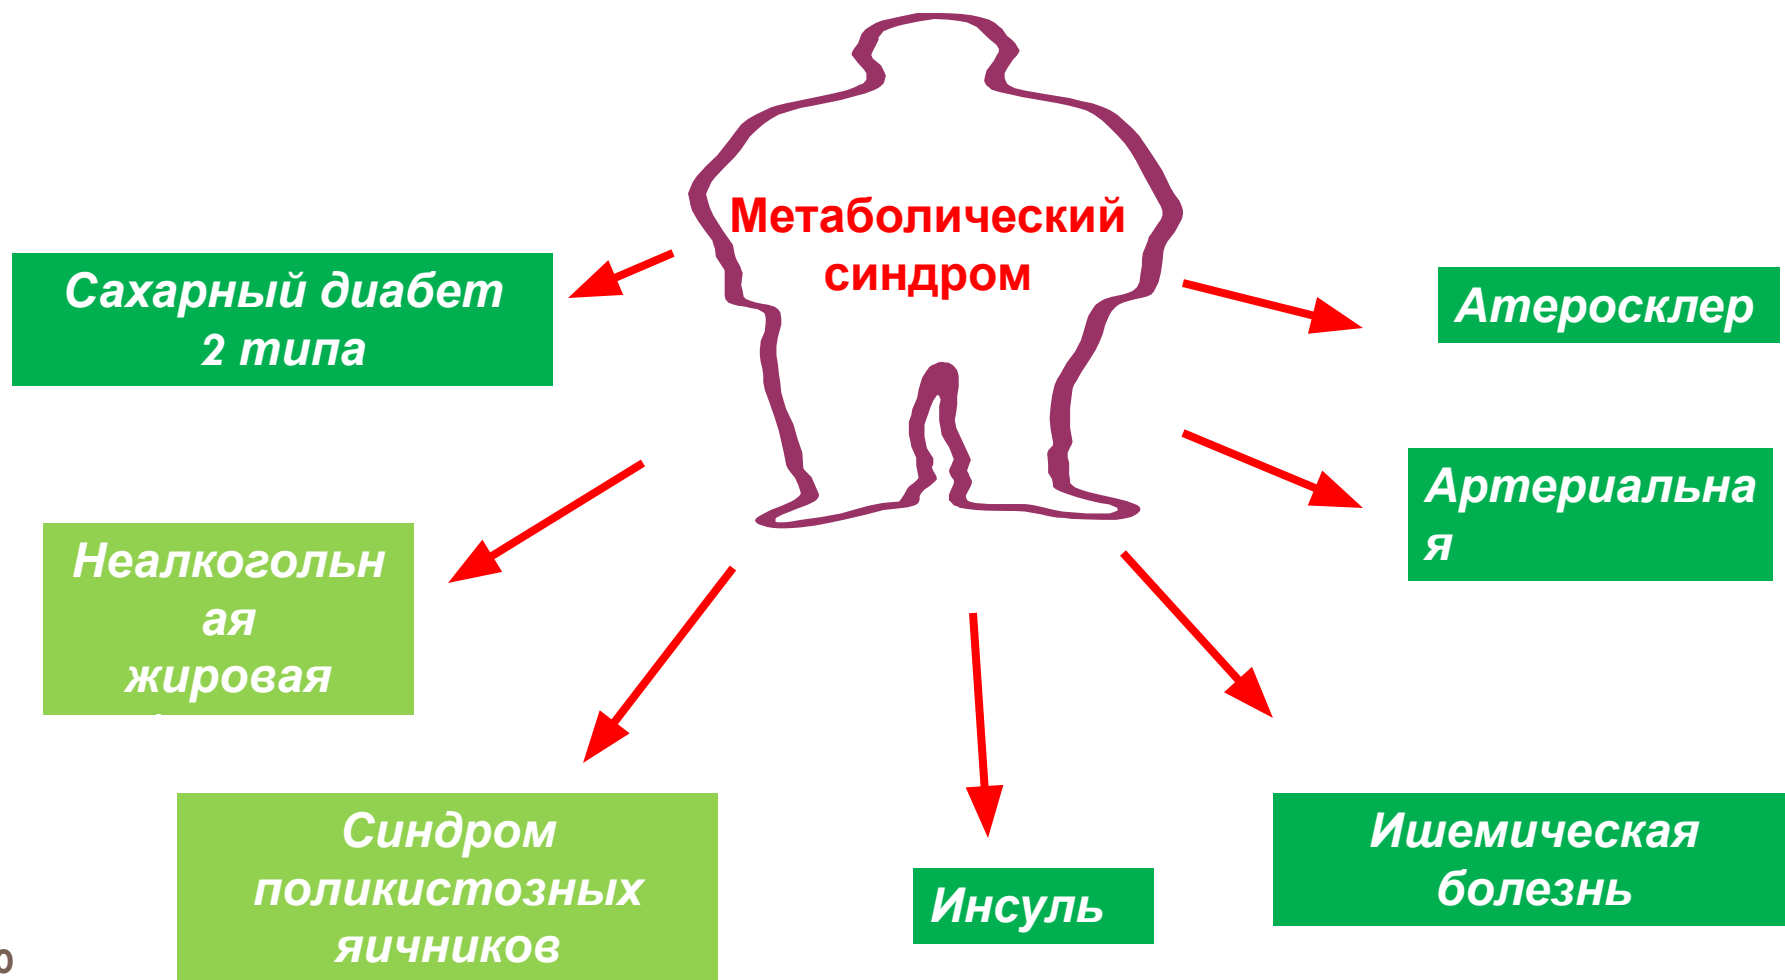 Метаболический
синдром
Сахарный диабет
2 типа
Атеросклер
Артериальна
я
Неалкогольн
ая
жировая
Синдром
поликистозных
яичников
Инсуль
Ишемическая
болезнь